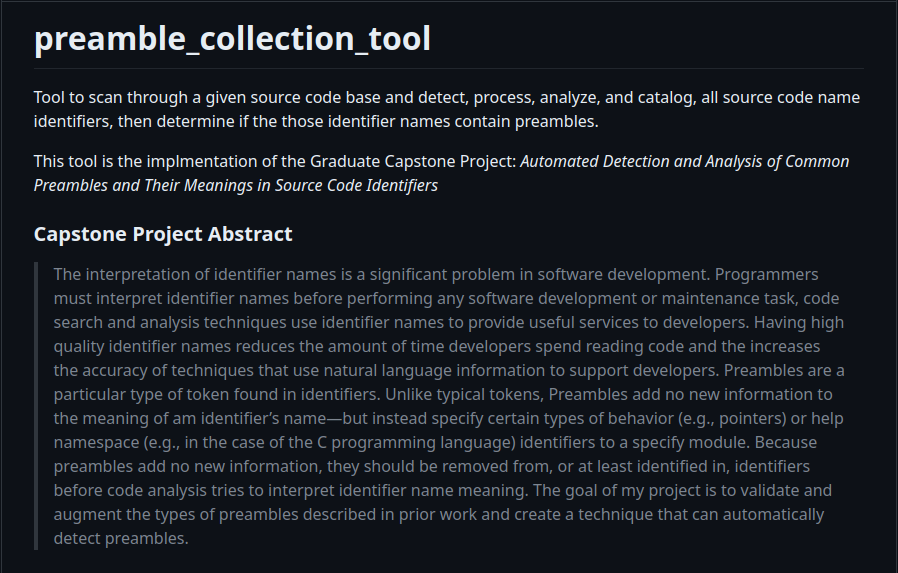 preamble_collection_tool
Tool to scan through a given source code base and detect, process, analyze, and catalog, all source code name
identifiers, then determine if the those identifier names contain preambles.
This tool is the implmentation of the Graduate Capstone Project: Automated Detection and Analysis of Common
Preambles and Their Meanings in Source Code Identifiers
Capstone Project Abstract
The interpretation of identifier names is a significant problem in software development. Programmers
must interpret identifier names before performing any software development or maintenance task, code
search and analysis techniques use identifier names to provide useful services to developers. Having high
quality identifier names reduces the amount of time developers spend reading code and the increases
the accuracy of techniques that use natural language information to support developers. Preambles are a
particular type of token found in identifiers. Unlike typical tokens, Preambles add no new information to
the meaning of am identifier’s name—but instead specify certain types of behavior (e.g., pointers) or help
namespace (e.g., in the case of the C programming language) identifiers to a specify module. Because
preambles add no new information, they should be removed from, or at least identified in, identifiers
before code analysis tries to interpret identifier name meaning. The goal of my project is to validate and
augment the types of preambles described in prior work and create a technique that can automatically
detect preambles.